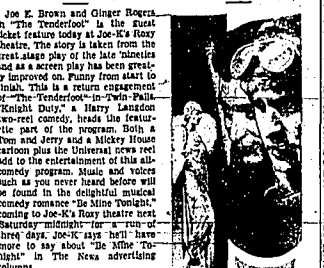 Joe E. Brown and Ginger Rogers
in "The Tenderfoot" is the guest
ticket feature today at Joe-K's Roxy
theatre. The story is taken from the
great stage play of the late 'nineties
and as a screen play has been great-
ly improved on. Funny from start to
finish. This is a return engagement
of "The Tenderfoot" in Twin Falls.
"Knight Duty," a Harry Langdon
two-reel comedy, heads the featur-
ette part of the program. Both a
Tom and Jerry and a Mickey House
cartoon plus the Universal news reel
add to the entertainment of this all-
comedy program. Music and voices
such as you never heard before will
be found in the delightful musical
comedy romance "Be Mine Tonight,"
coming to Joe-K's Roxy theatre next
Saturday midnight for a run of
three days. Joe-K says he'll have
more to say about "Be Mine To-
night" in The News advertising
columns.